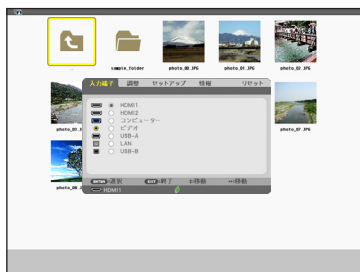 sample_folder
photo_00.JPG
photo_01.JPG
photo_02.JPG
入力端子 調整 セットアップ 情報 リセット
HDMI1
HDMI2
コンピューター
ビデオ
USB-A
LAN
USB-B
photo_07.JPG
ENTER:選択 EXIT:終了 :移動 :移動
HDMI1